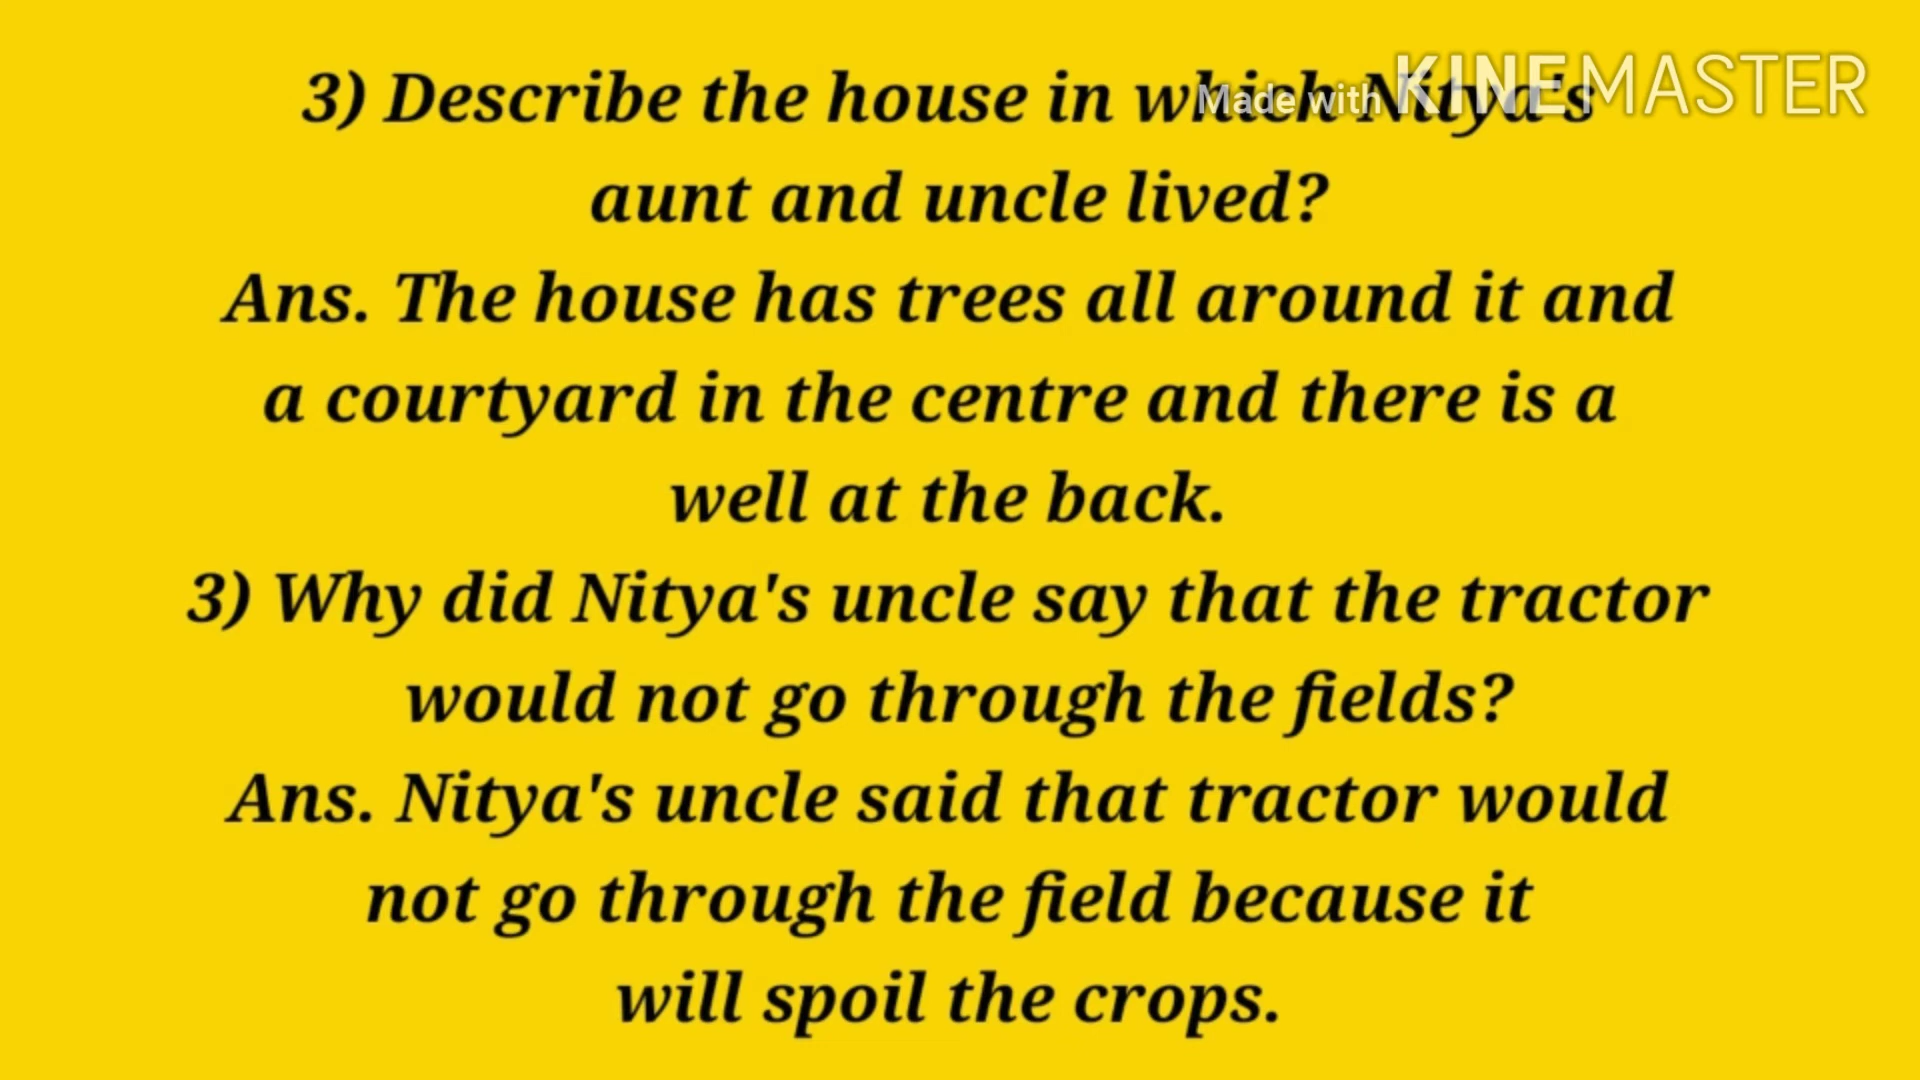 3) Describe the house in which Nitya's
Made with KINEMASTER
aunt and uncle lived?
Ans. The house has trees all around it and
a courtyard in the centre and there is a
well at the back.
3) Why did Nitya's uncle say that the tractor
would not go through the fields?
Ans. Nitya's uncle said that tractor would
not go through the field because it
will spoil the crops.